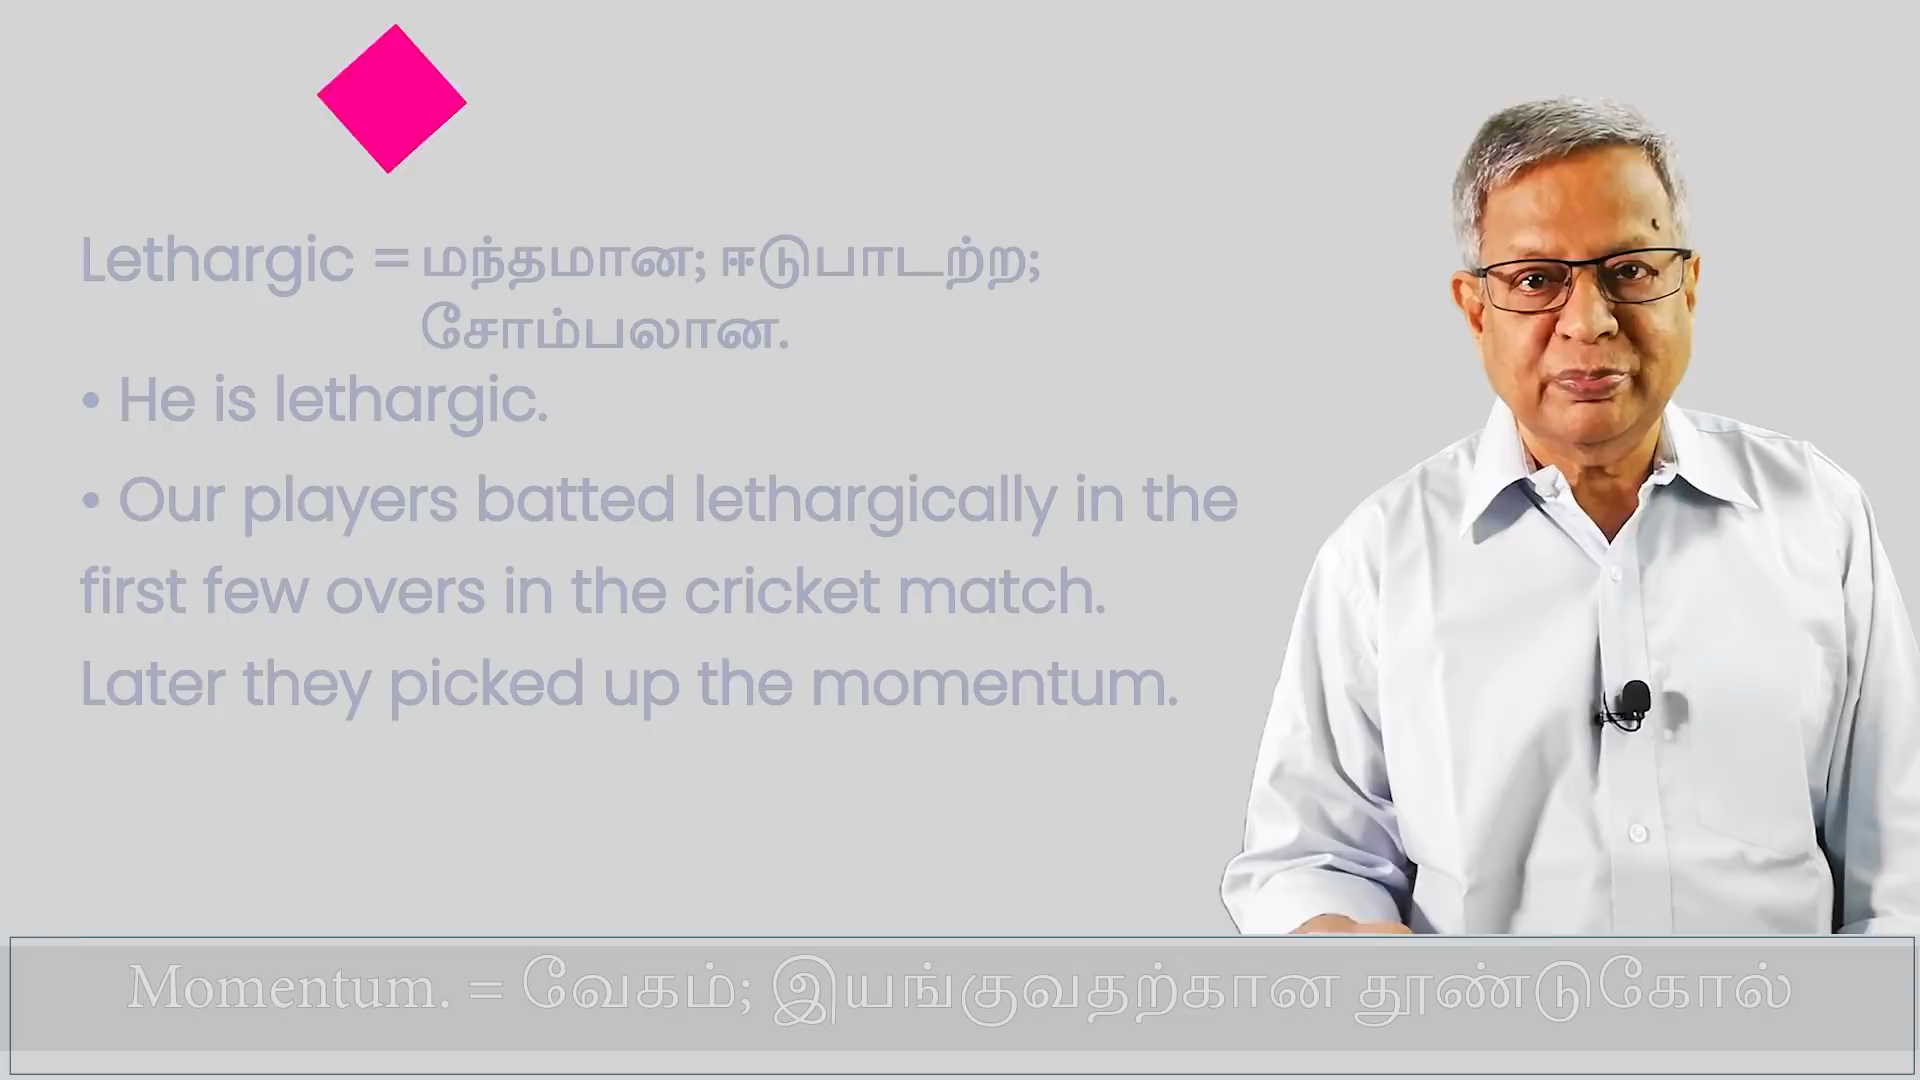 Lethargic = மந்தமான; ஈடுபாடற்ற;
சோம்பலான.
• He is lethargic.
• Our players batted lethargically in the
first few overs in the cricket match.
Later they picked up the momentum.
Momentum. = வேகம்; இயங்குவதற்கான தூண்டுகோல்